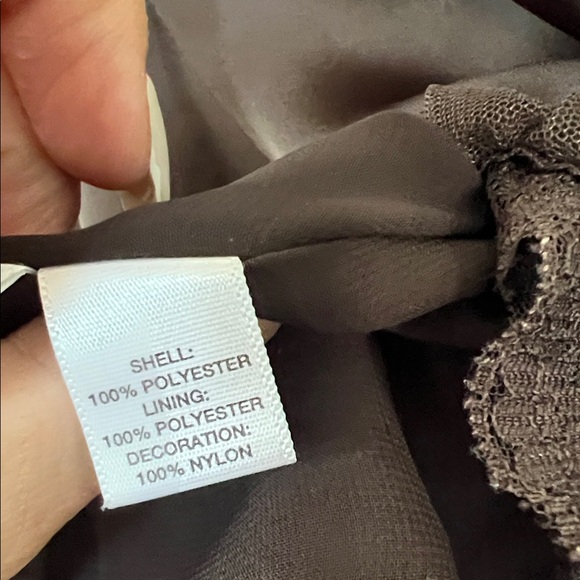 SHELL:
100% POLYESTER
LINING:
100% POLYESTER
DECORATION:
100% NYLON